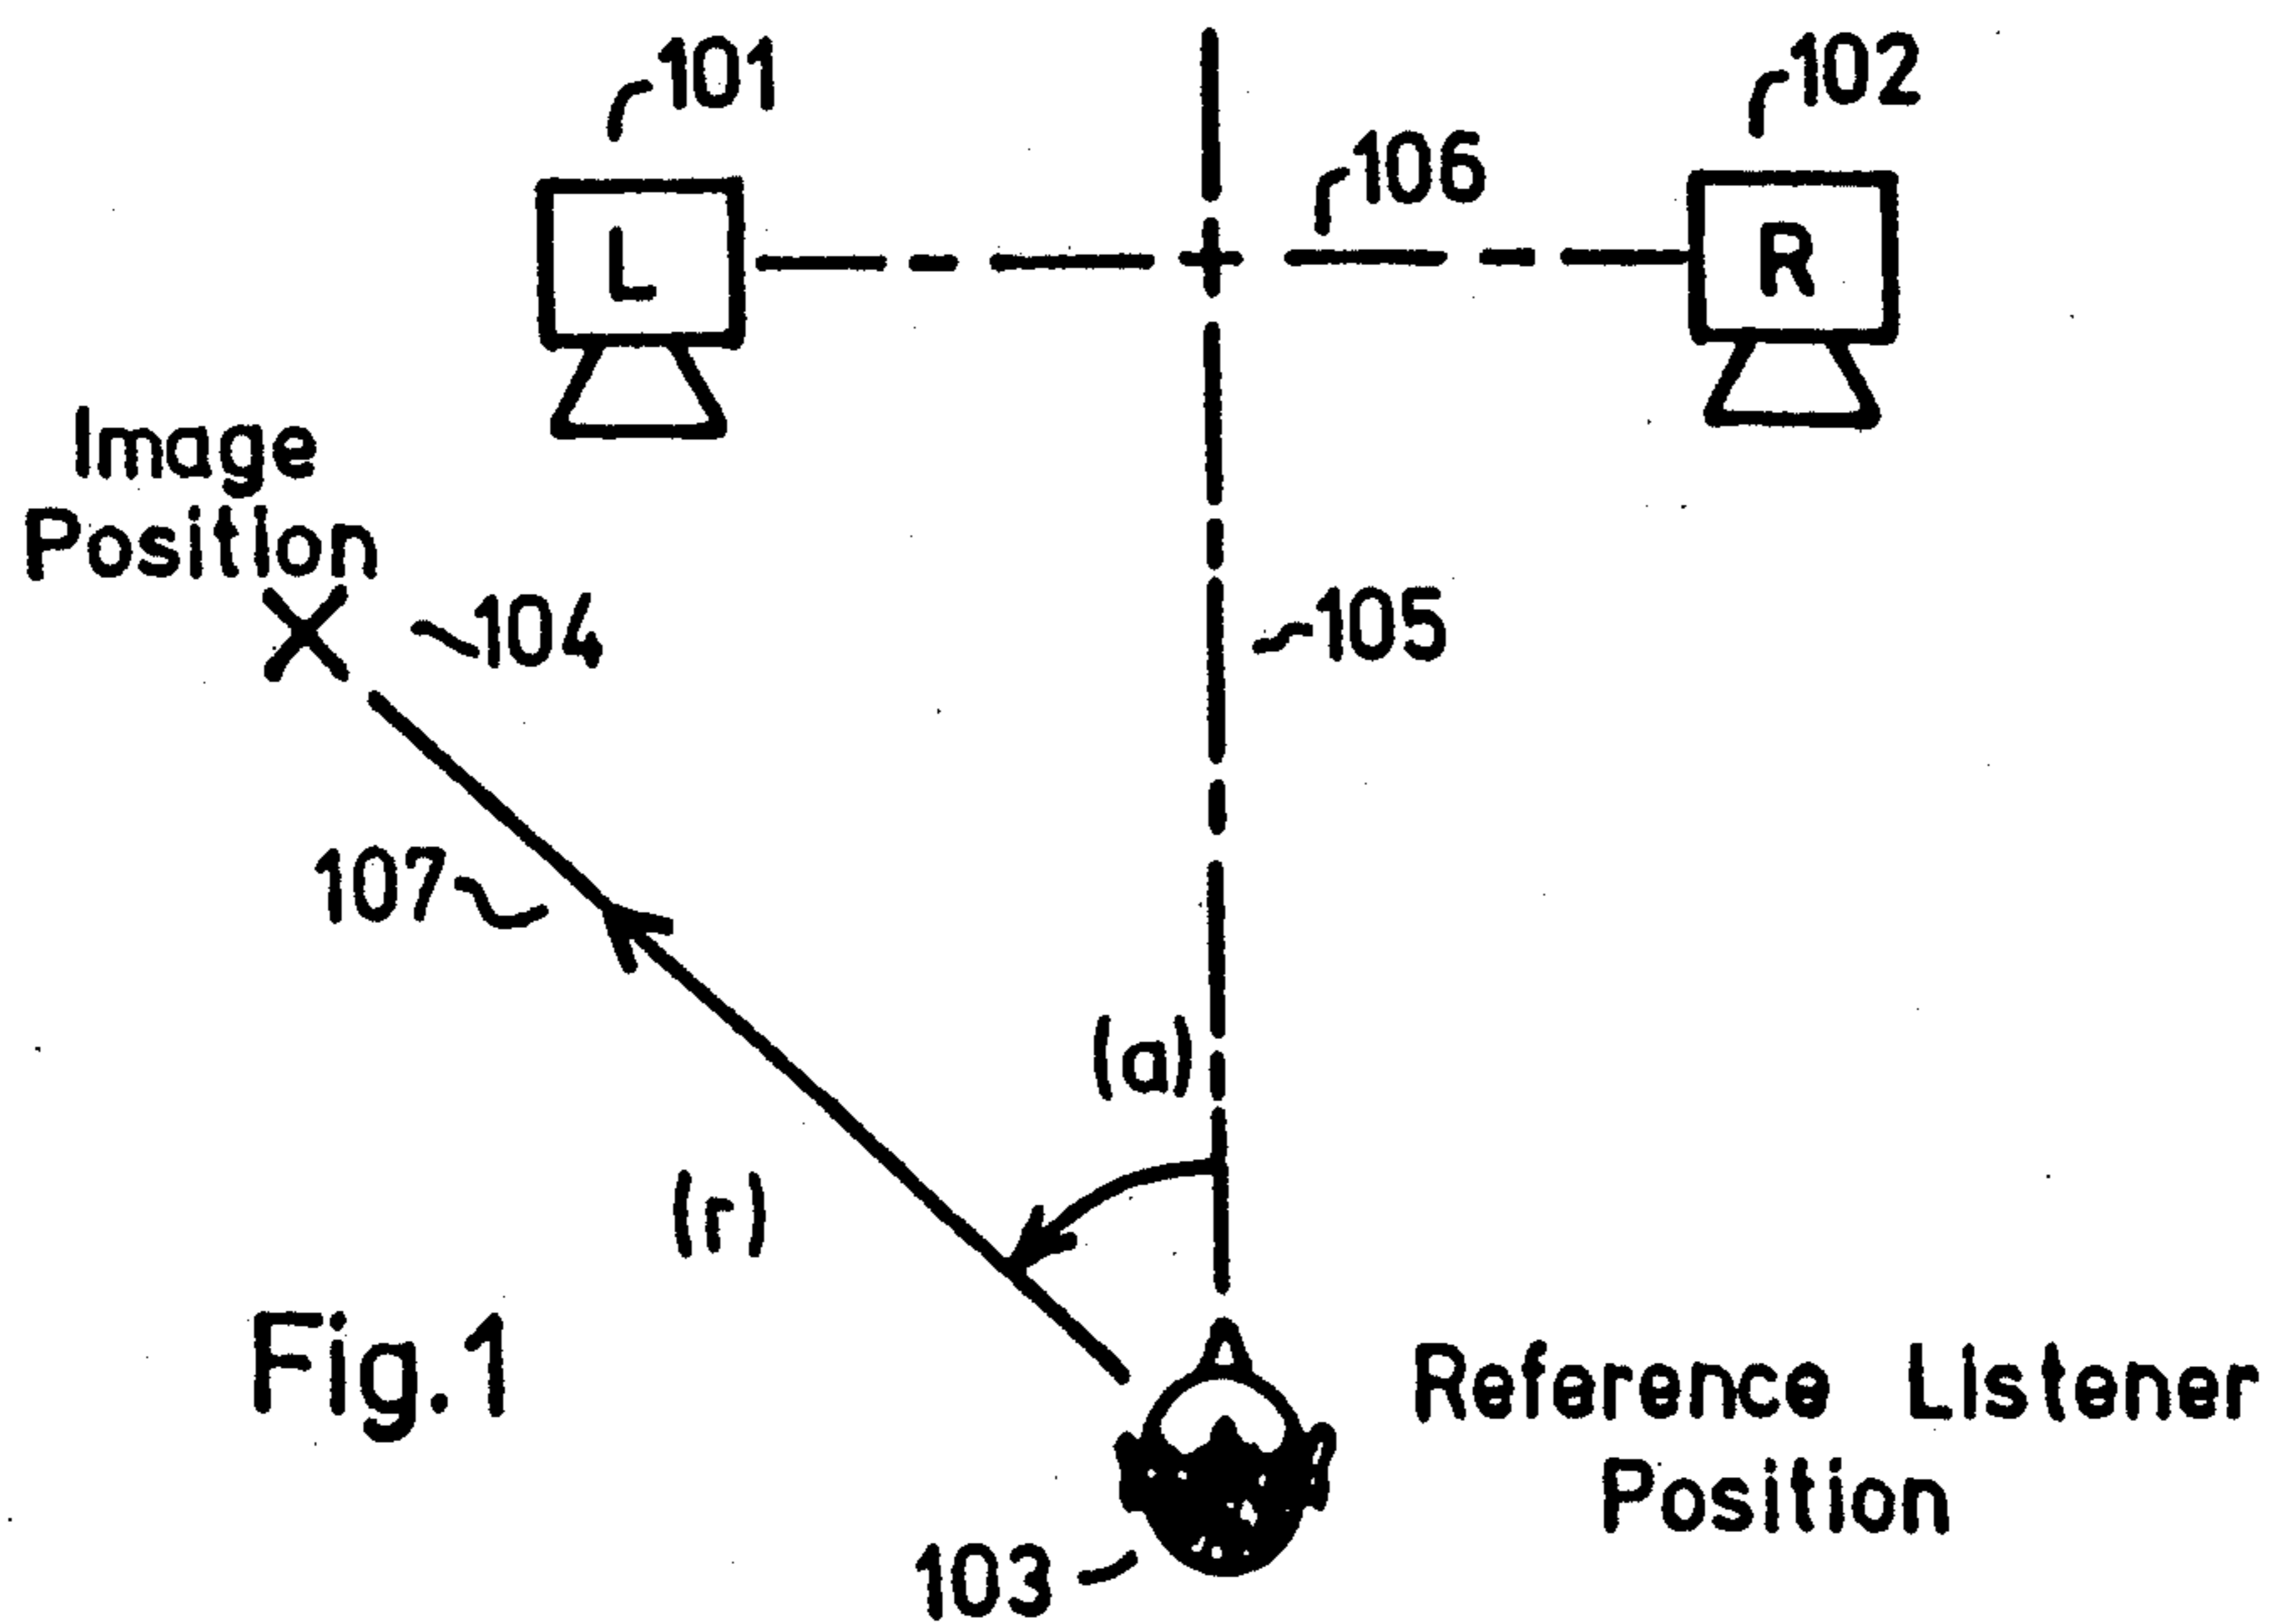 101
102
106
L
R
Image
Position
104
105
107
(a)
(r)
Fig.1
Reference Listener
Position
103